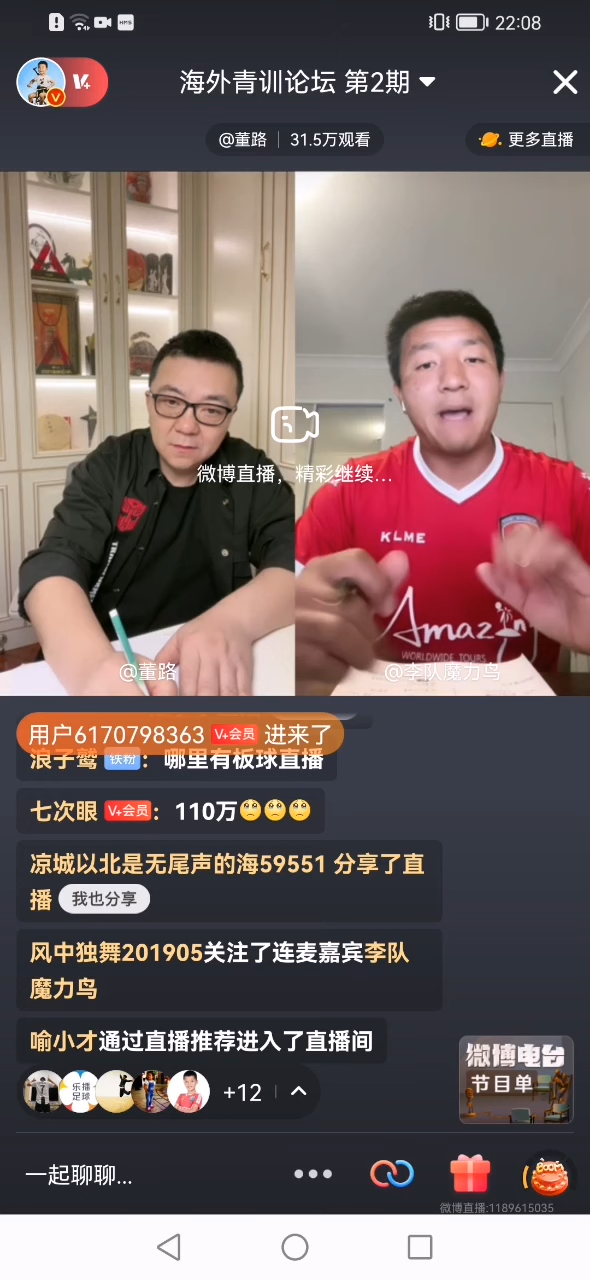 22:08
V4
海外青训论坛 第2期
@董路 31.5万观看
更多直播
微博直播，精彩继续...
KLME
Amazin
WORLDWIDE TOURS
@董路
@李队魔力鸟
用户6170798363 V+会员 进来了
浪子鹫 铁粉：哪里有板球直播
七次眼 V+会员：110万🙄🙄🙄
凉城以北是无尾声的海59551 分享了直
播 我也分享
风中独舞201905关注了连麦嘉宾李队
魔力鸟
喻小才通过直播推荐进入了直播间
乐播
足球
+12
微博电台
节目单
一起聊聊...
微博直播:1189615035